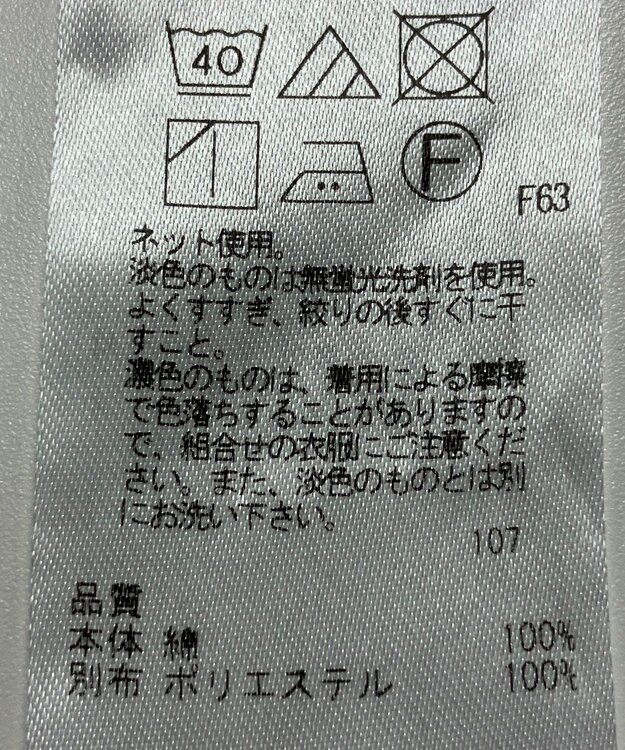 40
F
F63
ネット使用。
淡色のものは無蛍光洗剤を使用。
よくすすぎ、絞りの後すぐに干
すこと。
濃色のものは、着用による摩擦
で色落ちすることがありますの
で、組合せの衣服にご注意くだ
さい。また、淡色のものとは別
にお洗い下さい。
107
品質
本体 綿 100%
別布 ポリエステル 100%